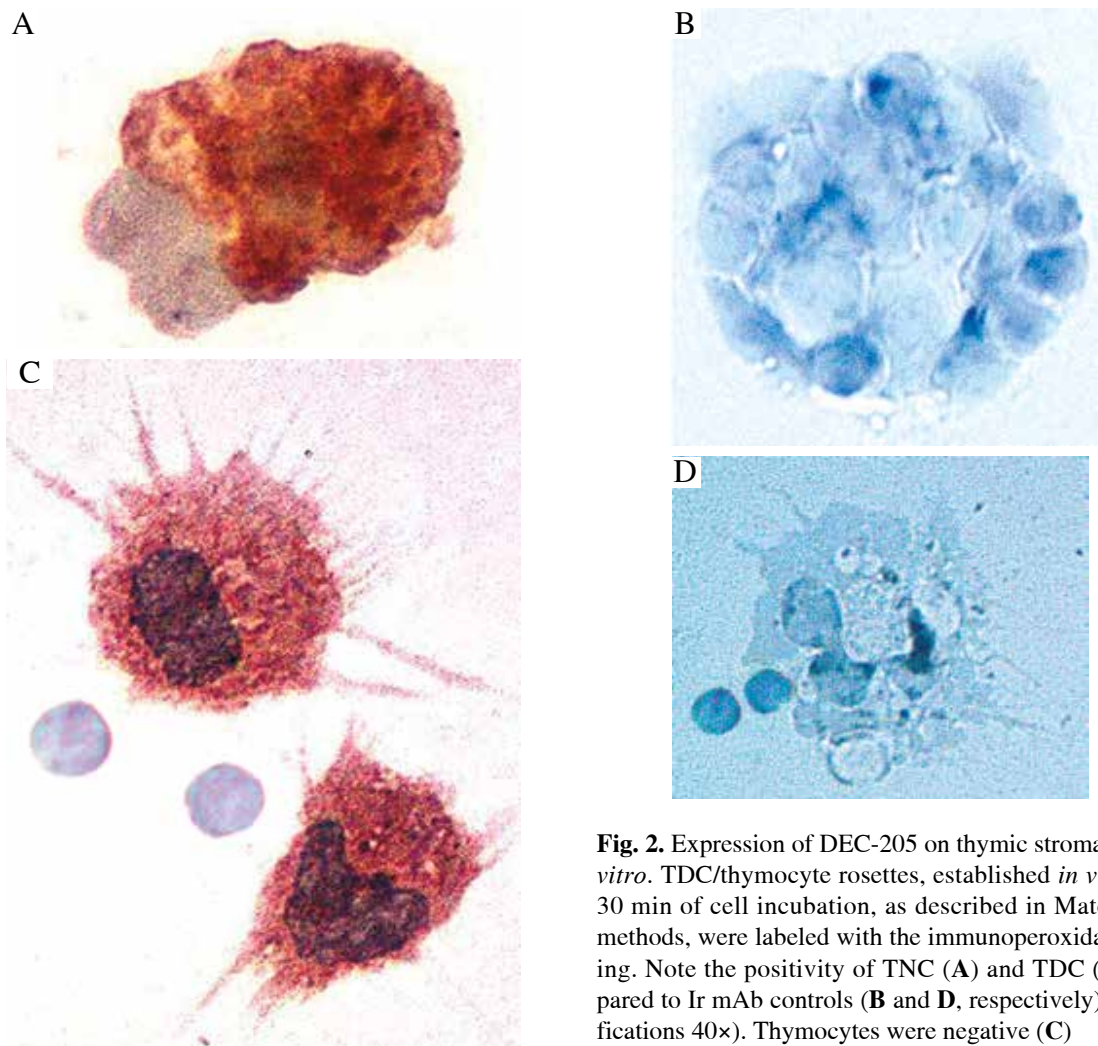 A
B
C
D
Fig. 2. Expression of DEC-205 on thymic stroma
vitro. TDC/thymocyte rosettes, established in v
30 min of cell incubation, as described in Mate
methods, were labeled with the immunoperoxida
ing. Note the positivity of TNC (A) and TDC (
pared to Ir mAb controls (B and D, respectively)
fications 40×). Thymocytes were negative (C)